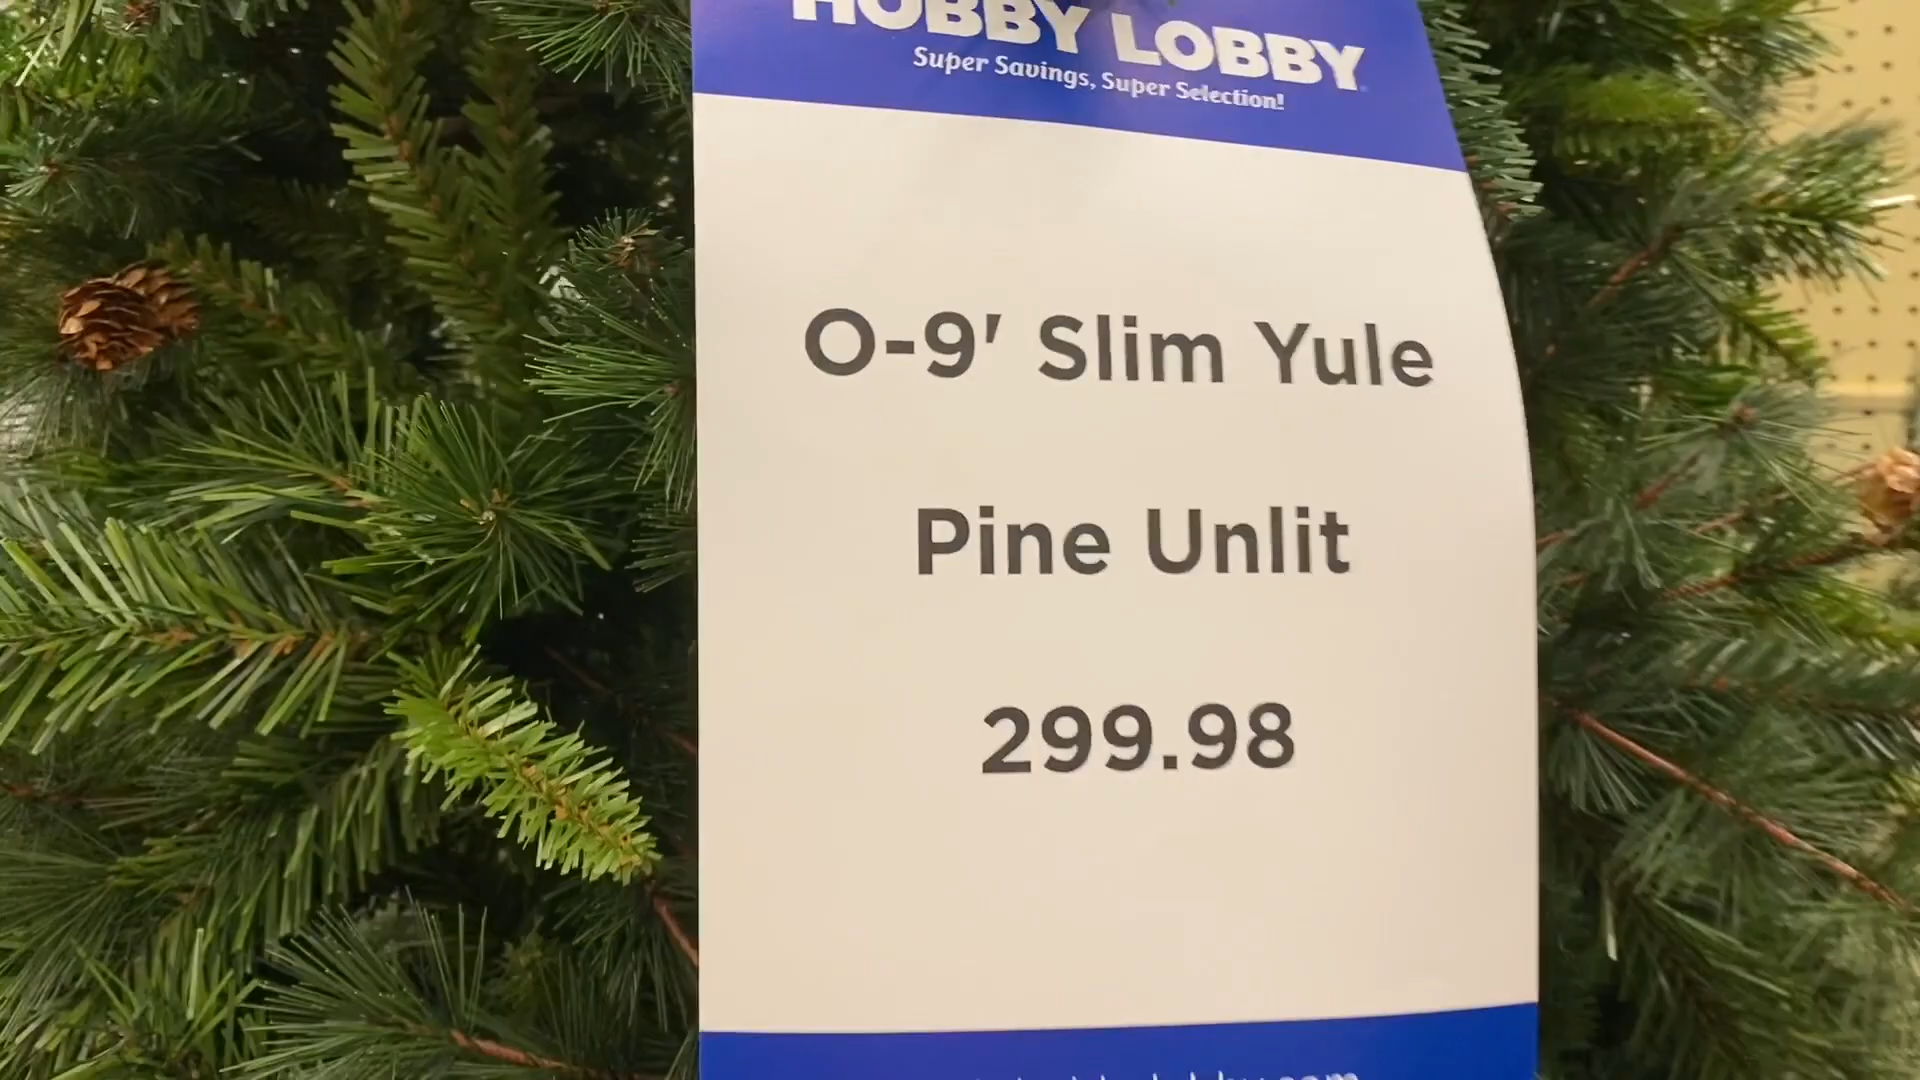 HOBBY LOBBY
Super Savings, Super Selection!
O-9' Slim Yule
Pine Unlit
299.98